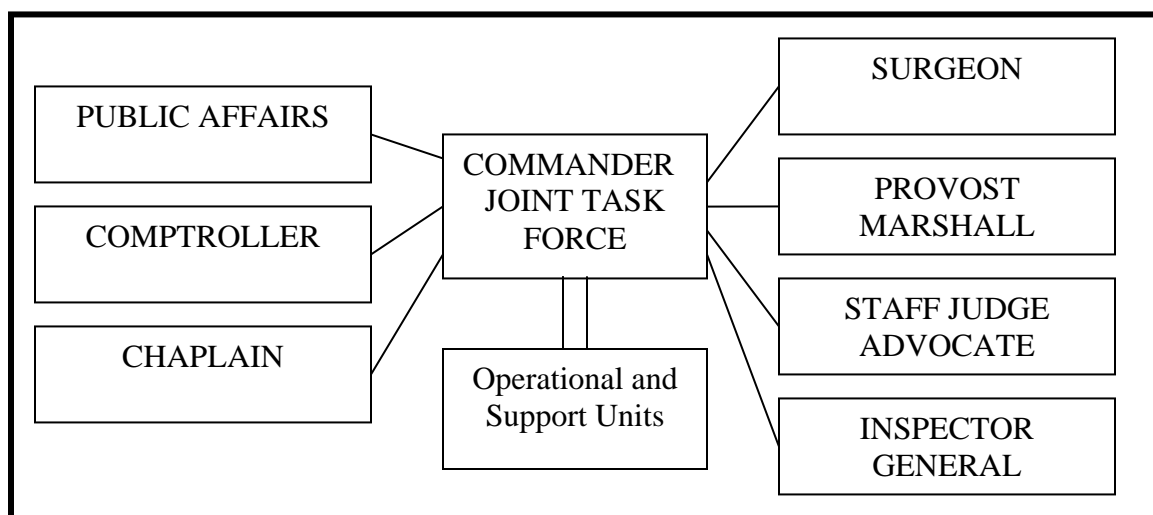 PUBLIC AFFAIRS
COMPTROLLER
CHAPLAIN
COMMANDER
JOINT TASK
FORCE
Operational and
Support Units
SURGEON
PROVOST
MARSHALL
STAFF JUDGE
ADVOCATE
INSPECTOR
GENERAL